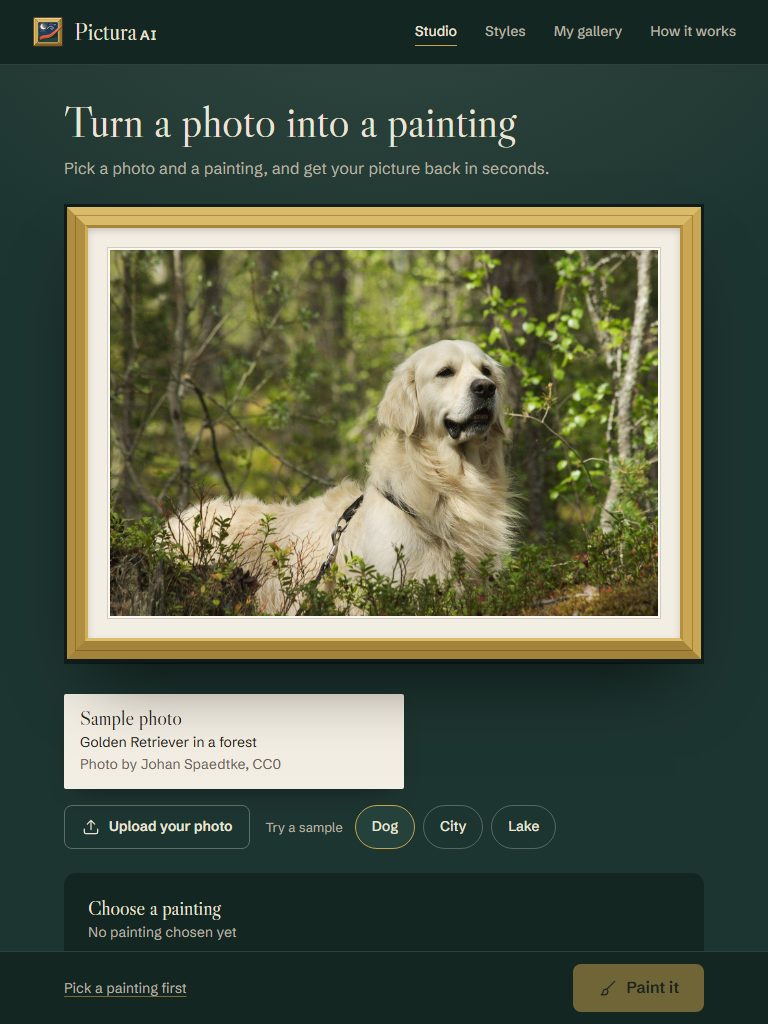 Pictura AI
Studio
Styles
My gallery
How it works
Turn a photo into a painting
Pick a photo and a painting, and get your picture back in seconds.
Sample photo
Golden Retriever in a forest
Photo by Johan Spaedtke, CC0
Upload your photo
Try a sample
Dog
City
Lake
Choose a painting
No painting chosen yet
Pick a painting first
Paint it